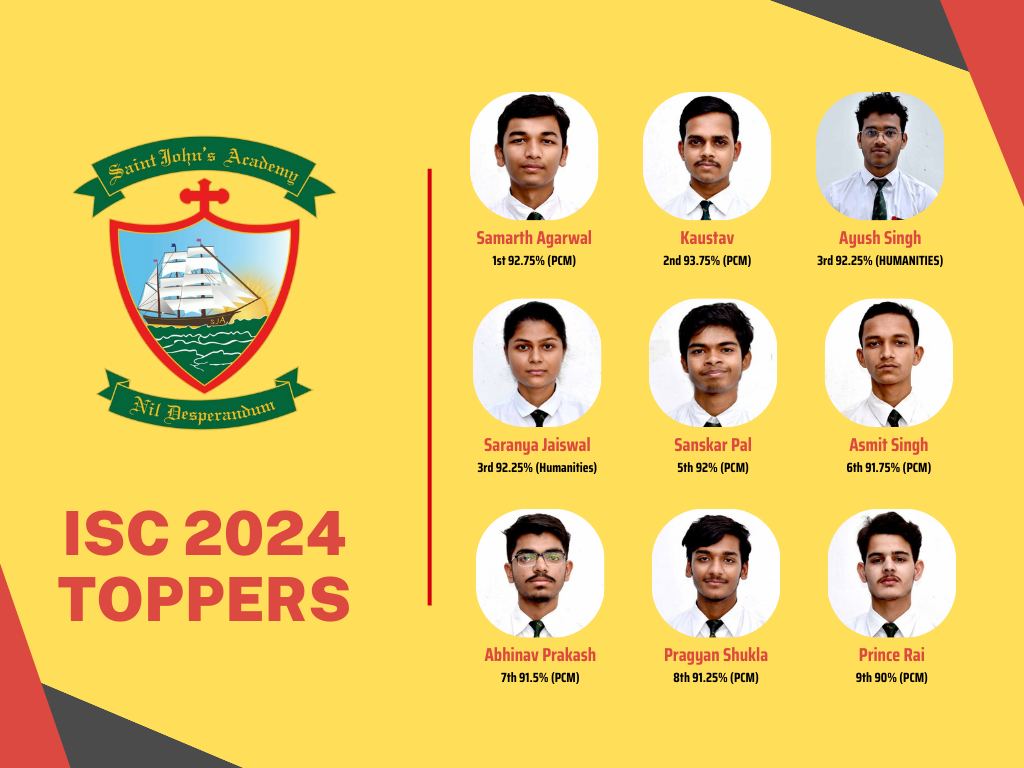 Saint John's Academy
SJA
Nil Desperandum
ISC 2024
TOPPERS
Samarth Agarwal
1st 92.75% (PCM)
Kaustav
2nd 93.75% (PCM)
Ayush Singh
3rd 92.25% (HUMANITIES)
Saranya Jaiswal
3rd 92.25% (Humanities)
Sanskar Pal
5th 92% (PCM)
Asmit Singh
6th 91.75% (PCM)
Abhinav Prakash
7th 91.5% (PCM)
Pragyan Shukla
8th 91.25% (PCM)
Prince Rai
9th 90% (PCM)